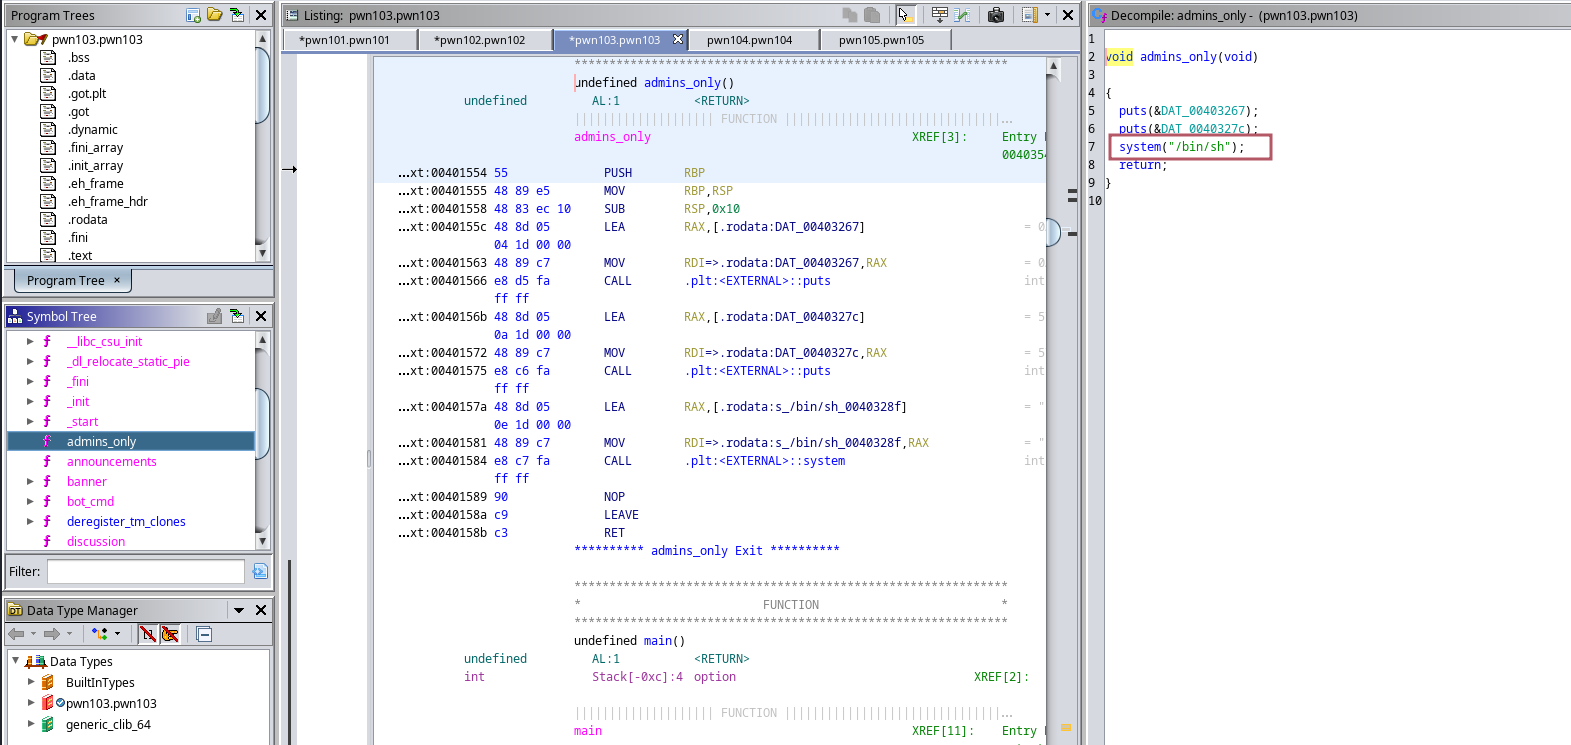 Program Trees
pwn103.pwn103
.bss
.data
.got.plt
.got
.dynamic
.fini_array
.init_array
.eh_frame
.eh_frame_hdr
.rodata
.fini
.text
Program Tree ×
Symbol Tree
f __libc_csu_init
f _dl_relocate_static_pie
f _fini
f _init
f _start
f admins_only
f announcements
f banner
f bot_cmd
f deregister_tm_clones
f discussion
Filter:
Data Type Manager
Data Types
BuiltInTypes
pwn103.pwn103
generic_clib_64
Listing: pwn103.pwn103
*pwn101.pwn101 *pwn102.pwn102 *pwn103.pwn103 pwn104.pwn104 pwn105.pwn105
**************************************************************
undefined admins_only()
undefined AL:1 <RETURN>
|||||||||||||||||||| FUNCTION |||||||||||||||||||||||||||||||...
admins_only XREF[3]: Entry
004035
...xt:00401554 55 PUSH RBP
...xt:00401555 48 89 e5 MOV RBP,RSP
...xt:00401558 48 83 ec 10 SUB RSP,0x10
...xt:0040155c 48 8d 05 LEA RAX,[.rodata:DAT_00403267] = 0
04 1d 00 00
...xt:00401563 48 89 c7 MOV RDI=>.rodata:DAT_00403267,RAX = 0
...xt:00401566 e8 d5 fa CALL .plt:<EXTERNAL>::puts int
ff ff
...xt:0040156b 48 8d 05 LEA RAX,[.rodata:DAT_0040327c] = 5
0a 1d 00 00
...xt:00401572 48 89 c7 MOV RDI=>.rodata:DAT_0040327c,RAX = 5
...xt:00401575 e8 c6 fa CALL .plt:<EXTERNAL>::puts int
ff ff
...xt:0040157a 48 8d 05 LEA RAX,[.rodata:s_/bin/sh_0040328f] = "
0e 1d 00 00
...xt:00401581 48 89 c7 MOV RDI=>.rodata:s_/bin/sh_0040328f,RAX = "
...xt:00401584 e8 c7 fa CALL .plt:<EXTERNAL>::system int
ff ff
...xt:00401589 90 NOP
...xt:0040158a c9 LEAVE
...xt:0040158b c3 RET
********** admins_only Exit **********
**************************************************************
* FUNCTION *
**************************************************************
undefined main()
undefined AL:1 <RETURN>
int Stack[-0xc]:4 option XREF[2]:
|||||||||||||||||||| FUNCTION |||||||||||||||||||||||||||||||...
main XREF[11]: Entry
Decompile: admins_only - (pwn103.pwn103)
1
2 void admins_only(void)
3
4 {
5 puts(&DAT_00403267);
6 puts(&DAT_0040327c);
7 system("/bin/sh");
8 return;
9 }
10